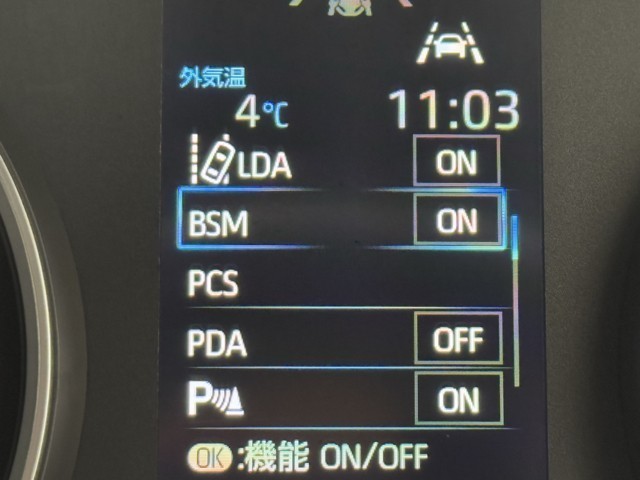 外気温
4℃ 11:03
LDA ON
BSM ON
PCS
PDA OFF
P ON
OK:機能 ON/OFF